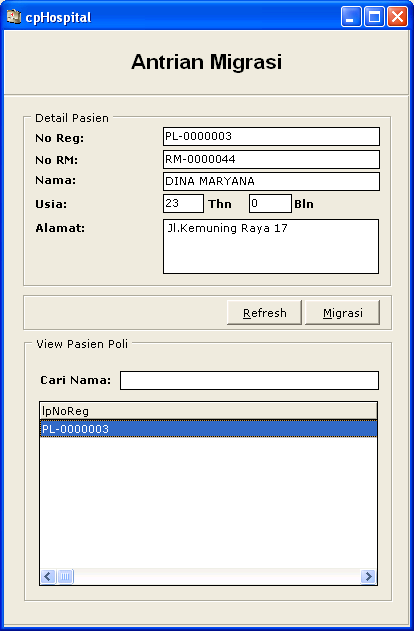 cpHospital
Antrian Migrasi
Detail Pasien
No Reg: PL-0000003
No RM: RM-0000044
Nama: DINA MARYANA
Usia: 23 Thn 0 Bln
Alamat: Jl.Kemuning Raya 17
Refresh Migrasi
View Pasien Poli
Cari Nama:
lpNoReg
PL-0000003